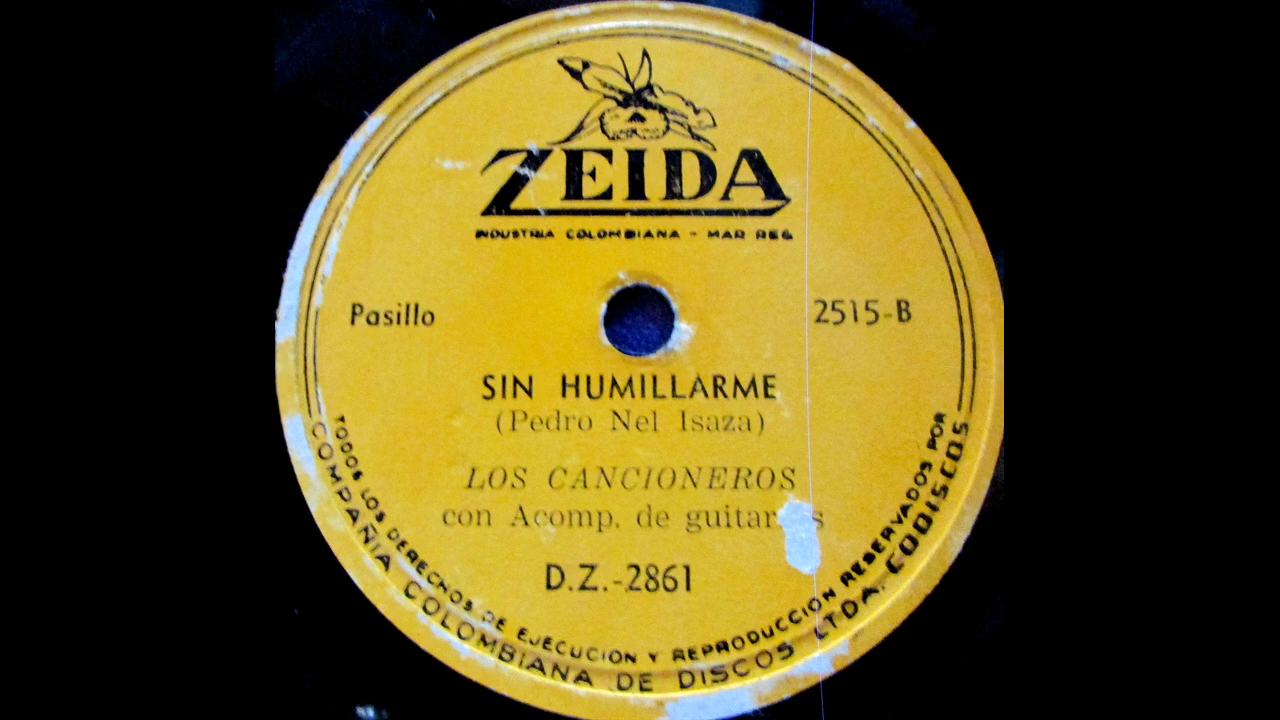 ZEIDA
INDUSTRIA COLOMBIANA - MAR REG
Pasillo
2515-B
SIN HUMILLARME
(Pedro Nel Isaza)
LOS CANCIONEROS
con Acomp. de guitarras
D.Z.-2861
TODOS LOS DERECHOS DE EJECUCION Y REPRODUCCION RESERVADOS POR
COMPAÑIA COLOMBIANA DE DISCOS LTDA. CODISCOS